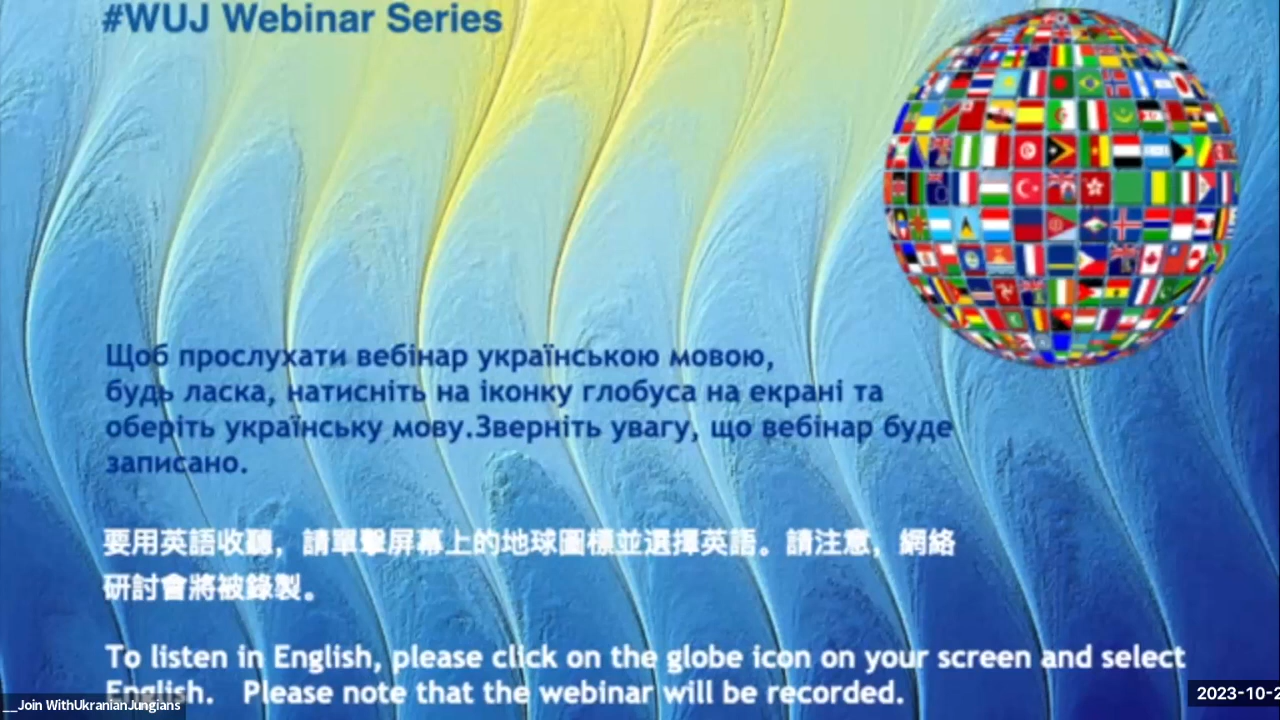 #WUJ Webinar Series
Щоб прослухати вебінар українською мовою,
будь ласка, натисніть на іконку глобуса на екрані та
оберіть українську мову.Зверніть увагу, що вебінар буде
записано.
要用英語收聽，請單擊屏幕上的地球圖標並選擇英語。請注意，網絡
研討會將被錄製。
To listen in English, please click on the globe icon on your screen and select
English. Please note that the webinar will be recorded.
__Join WithUkranianJungians
2023-10-2